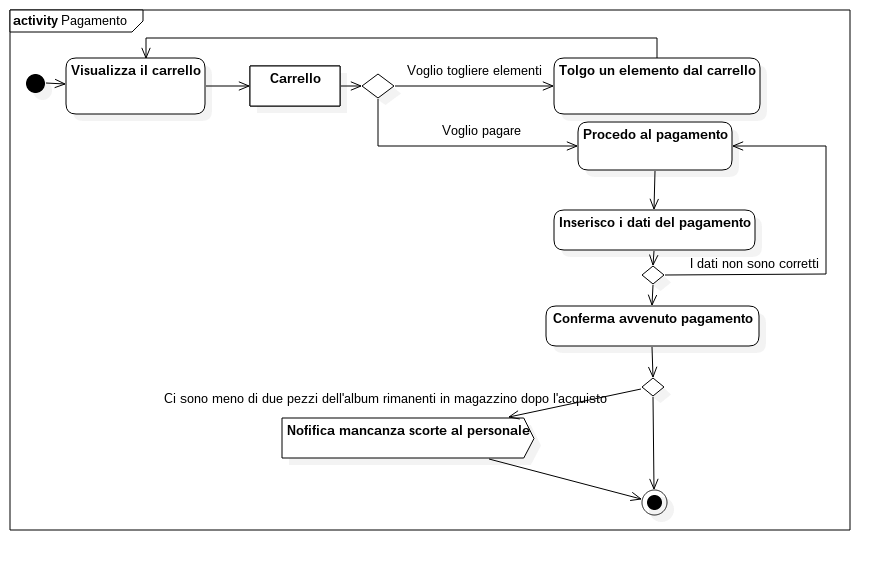 activity Pagamento
Visualizza il carrello
Carrello
Voglio togliere elementi
Tolgo un elemento dal carrello
Voglio pagare
Procedo al pagamento
Inserisco i dati del pagamento
I dati non sono corretti
Conferma avvenuto pagamento
Ci sono meno di due pezzi dell'album rimanenti in magazzino dopo l'acquisto
Nofifica mancanza scorte al personale